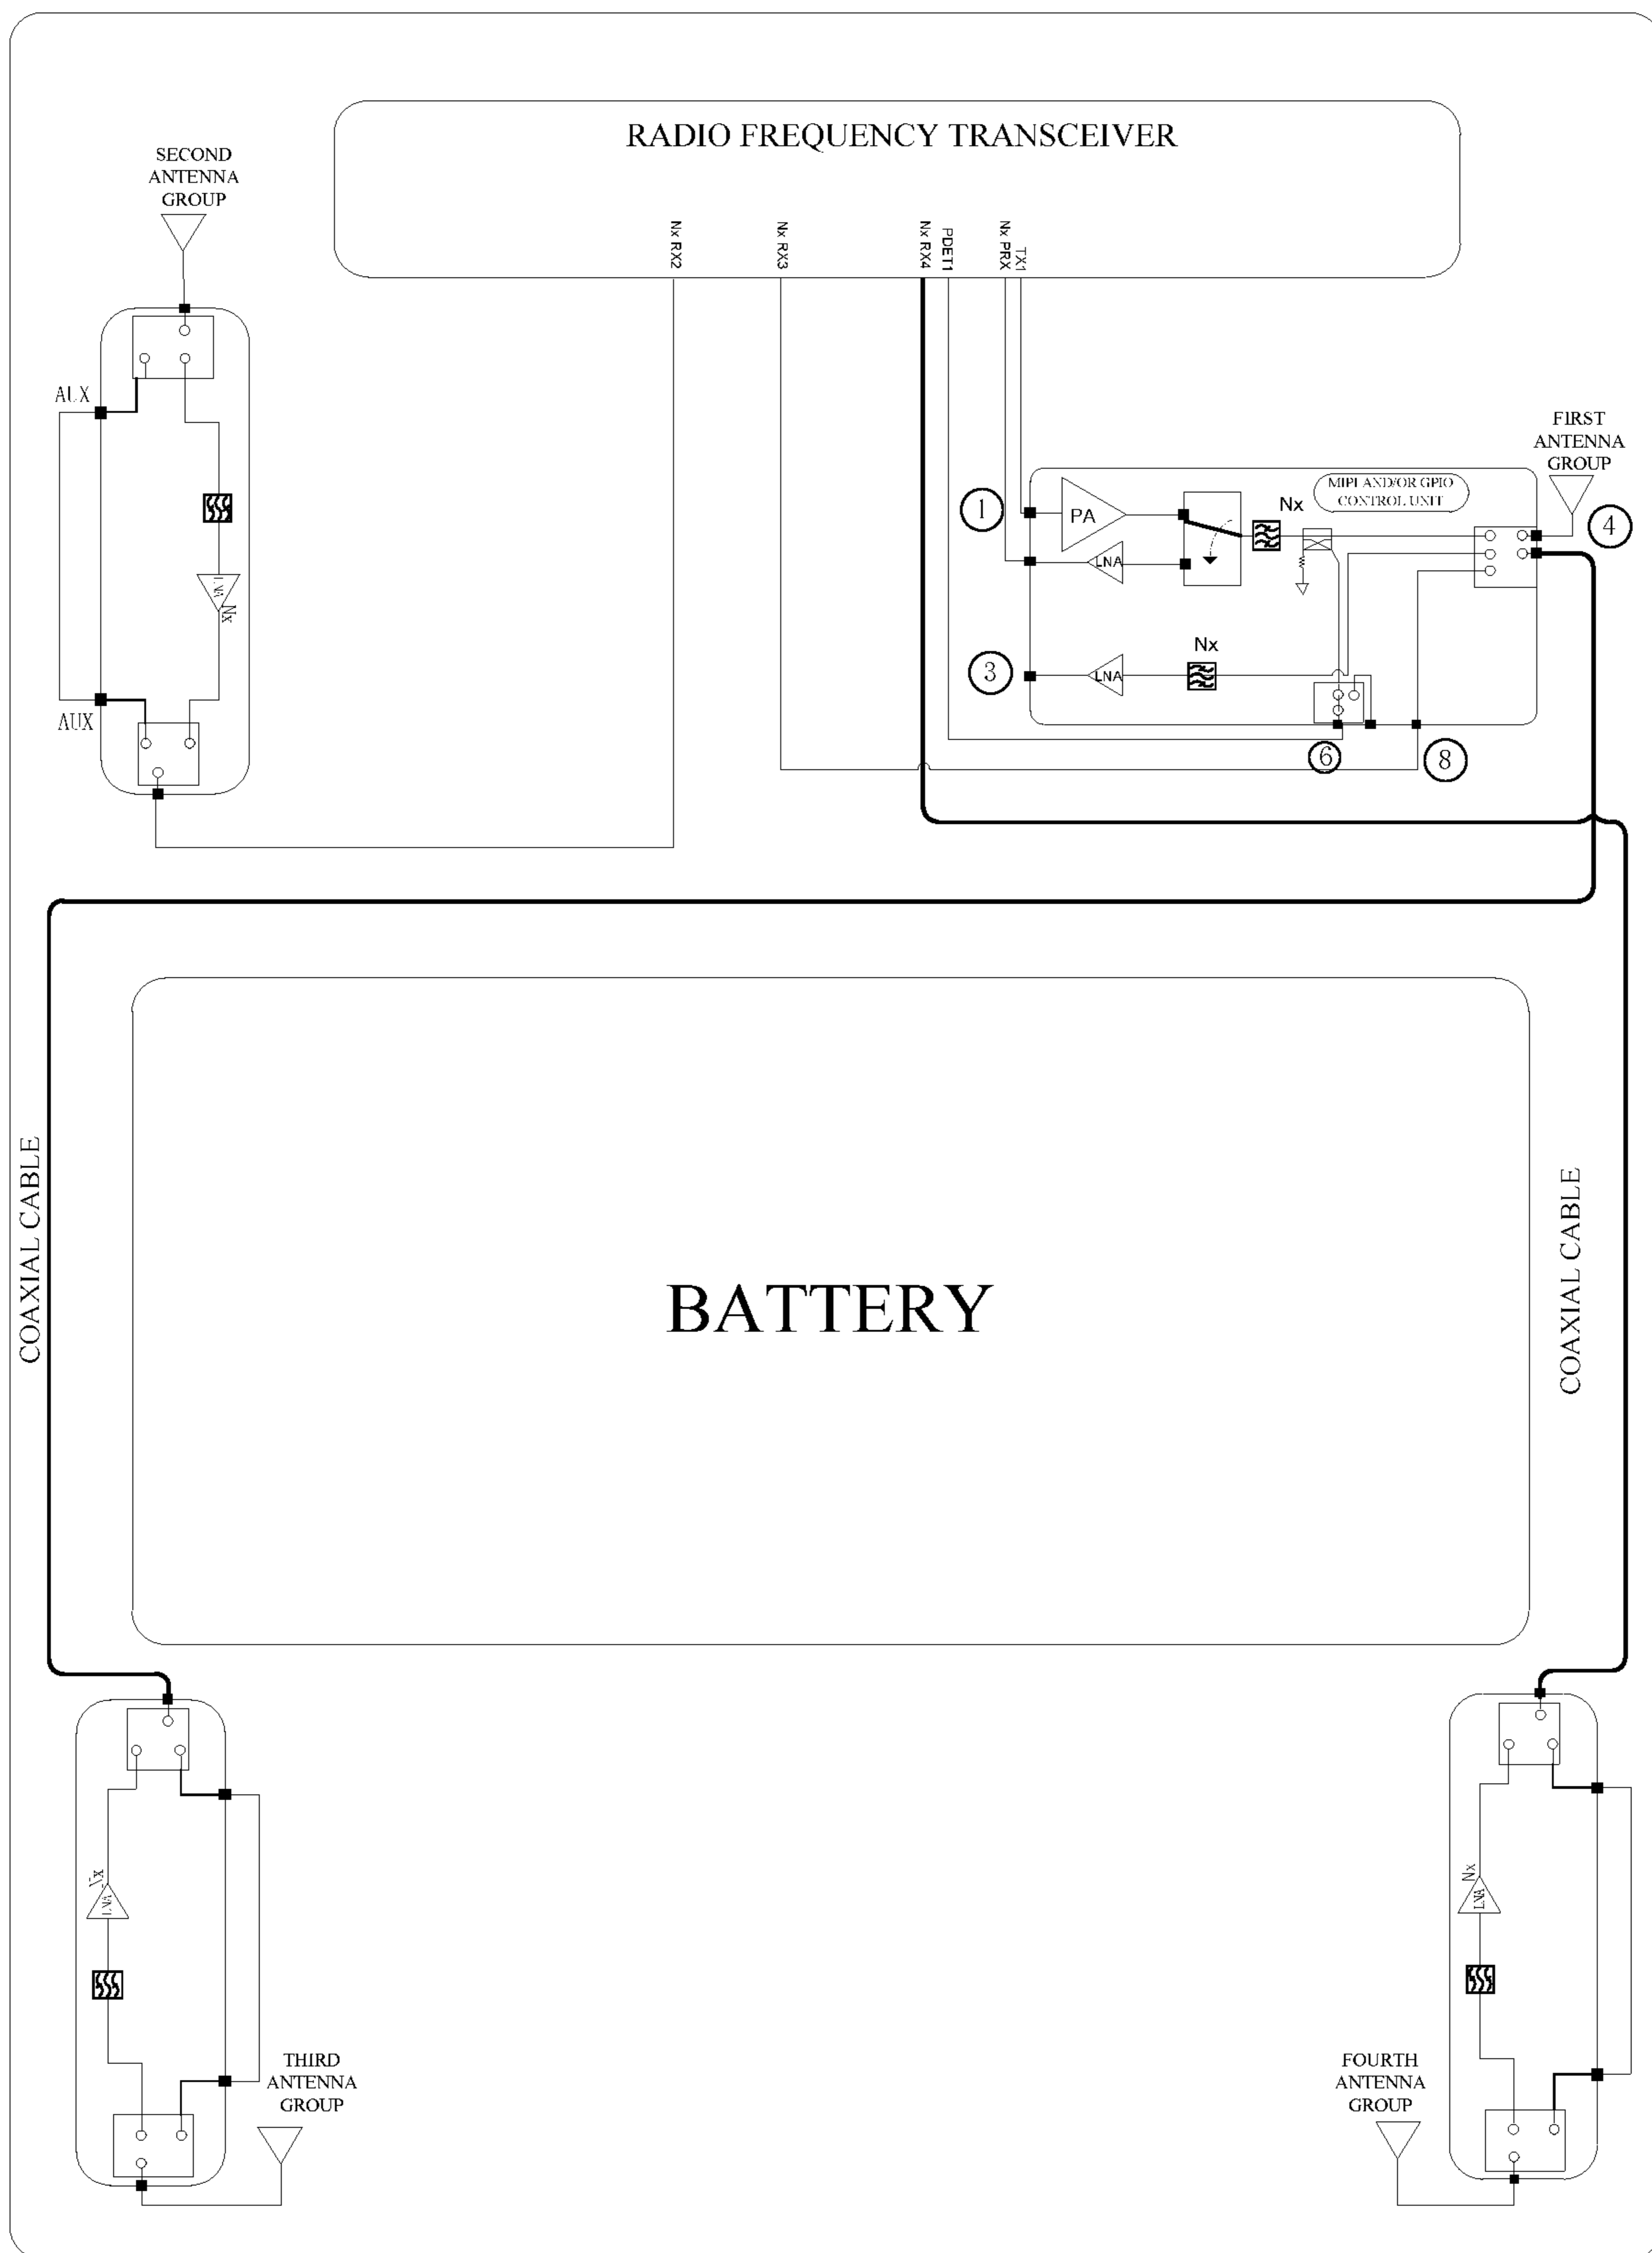 RADIO FREQUENCY TRANSCEIVER
SECOND
ANTENNA
GROUP
Nx RX2
Nx RX3
Nx RX4
PDET1
Nx PRX
TX1
AUX
FIRST
ANTENNA
GROUP
MIPI AND/OR GPIO
CONTROL UNIT
1
PA
Nx
4
LNA
LNA
Nx
Nx
3
LNA
AUX
6
8
COAXIAL CABLE
COAXIAL CABLE
BATTERY
Nx
LNA
Nx
LNA
THIRD
ANTENNA
GROUP
FOURTH
ANTENNA
GROUP